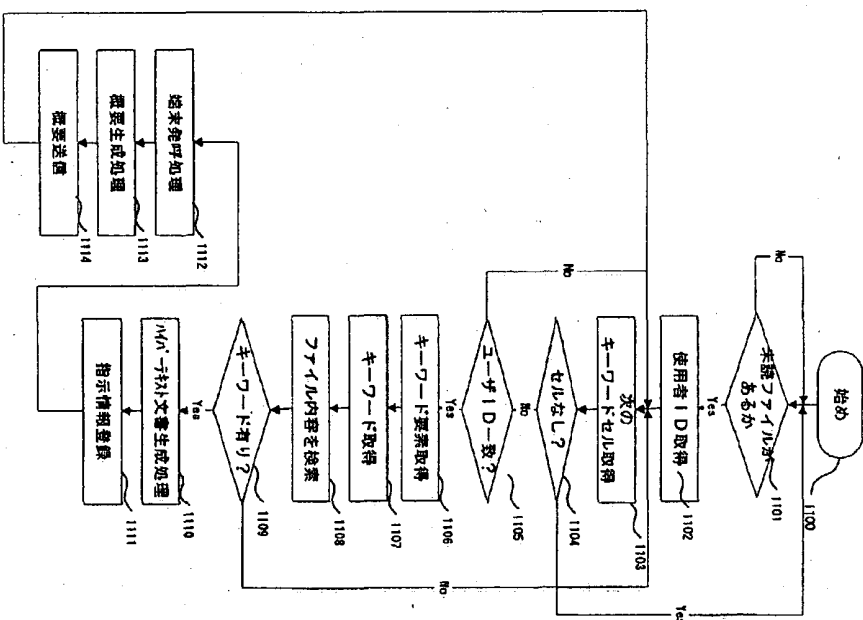 始め
1100
未読ファイルが
あるか
1101
No
Yes
使用者ID取得
1102
次の
キーワードセル取得
1103
セルなし?
1104
Yes
No
ユーザID一致?
1105
No
Yes
キーワード要素取得
1106
キーワード取得
1107
ファイル内容を検索
1108
キーワード有り?
1109
No
Yes
ハイパーテキスト文書生成処理
1110
指示情報登録
1111
端末発呼処理
1112
概要生成処理
1113
概要送信
1114